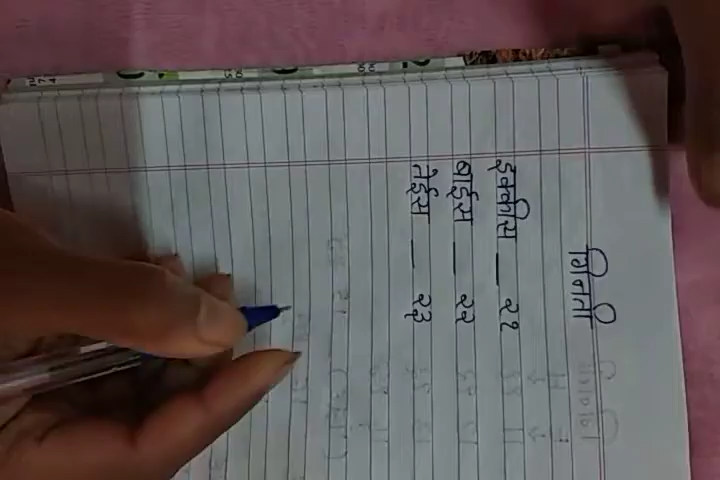 गिनती
इक्कीस — २१
बाईस — २२
तेईस — २३